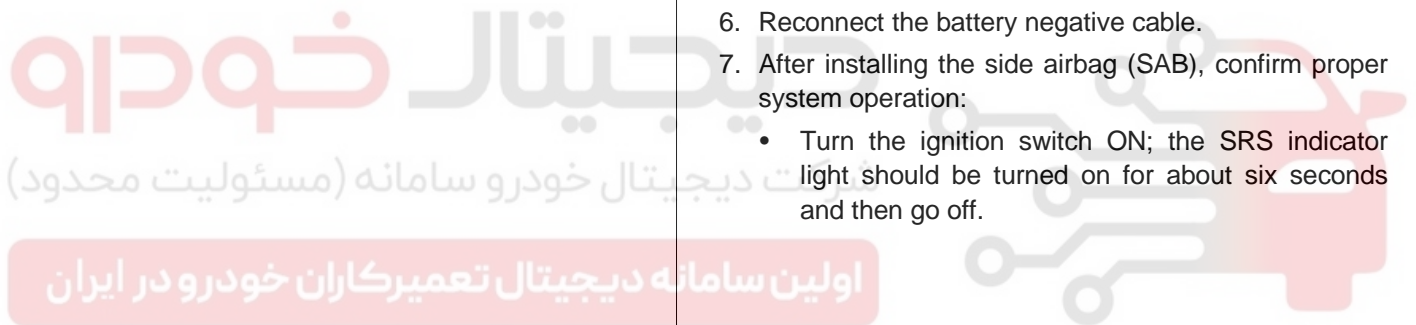 6. Reconnect the battery negative cable.
7. After installing the side airbag (SAB), confirm proper
system operation:
• Turn the ignition switch ON; the SRS indicator
light should be turned on for about six seconds
and then go off.
دیجیتال خودرو
شرکت دیجیتال خودرو سامانه (مسئولیت محدود)
اولین سامانه دیجیتال تعمیرکاران خودرو در ایران